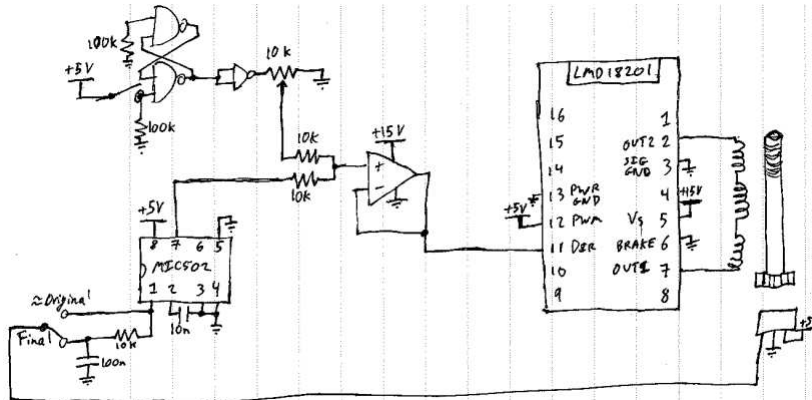 100k
+5V
100k
10k
10k
10k
+15V
+
-
+5V
8 7 6 5
MIC502
1 2 3 4
≈Original
Final
10k
100n
10n
LMD18201
16 1
15 OUT2 2
14 SIG GND 3
13 PWR GND 4
+5V 12 PWM VS 5 +15V
11 DIR BRAKE 6
10 OUT1 7
9 8